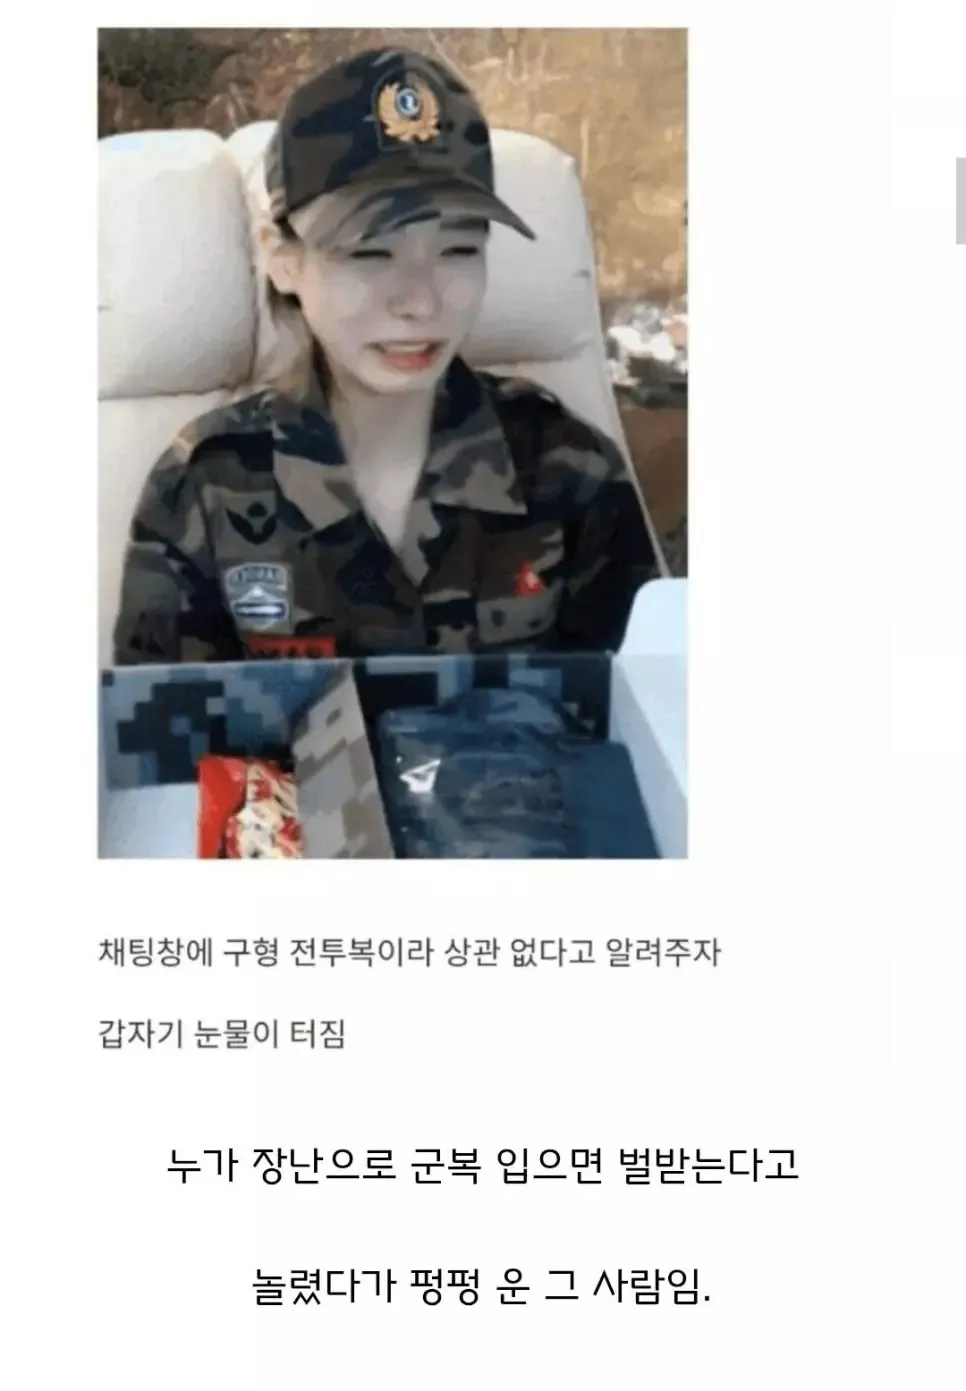 채팅창에 구형 전투복이라 상관 없다고 알려주자
갑자기 눈물이 터짐
누가 장난으로 군복 입으면 벌받는다고
놀렸다가 펑펑 운 그 사람임.